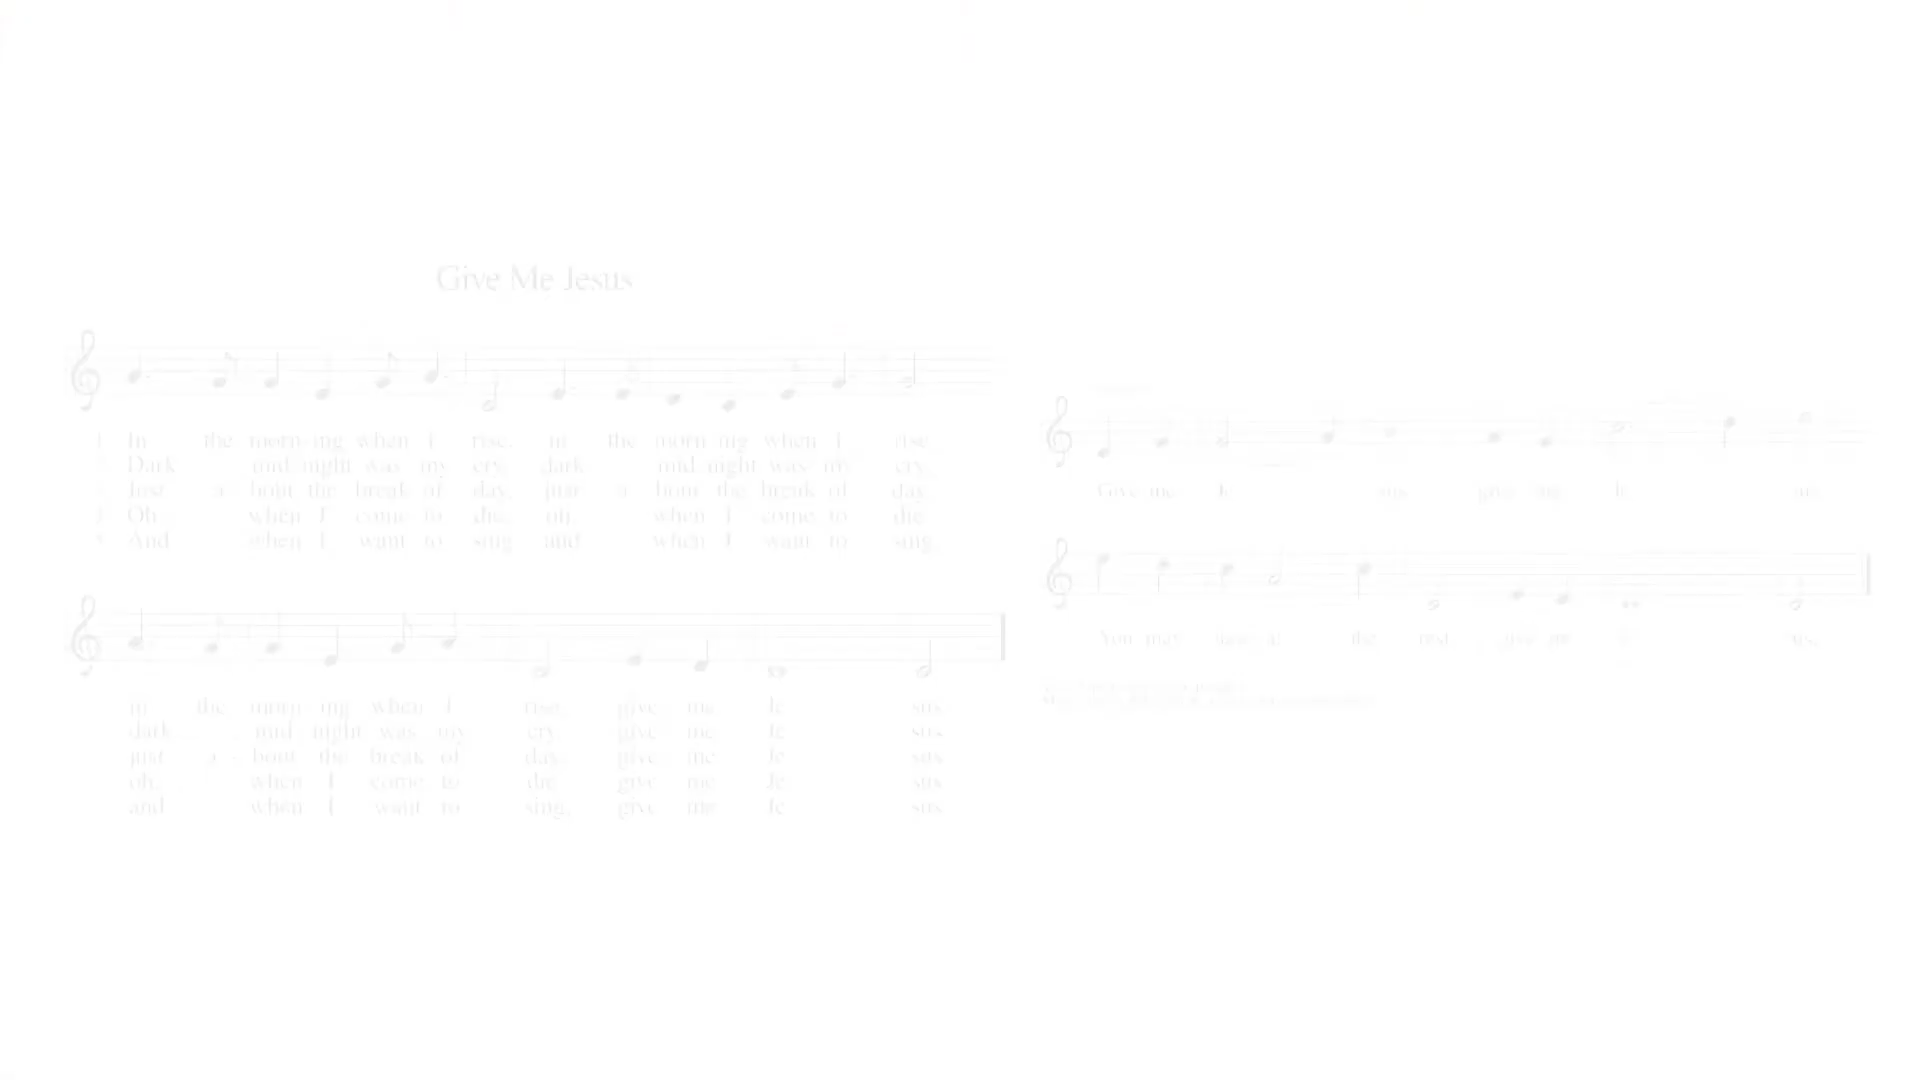 Give Me Jesus
1 In the morn-ing when I rise, in the morn-ing when I rise,
2 Dark mid-night was my cry, dark mid-night was my cry,
3 Just a - bout the break of day, just a - bout the break of day,
4 Oh, when I come to die, oh, when I come to die,
5 And when I want to sing, and when I want to sing,
in the morn-ing when I rise, give me Je - sus.
dark mid-night was my cry, give me Je - sus.
just a - bout the break of day, give me Je - sus.
oh, when I come to die, give me Je - sus.
and when I want to sing, give me Je - sus.
Give me Je - sus, give me Je - sus.
You may have all the rest, give me Je - sus.